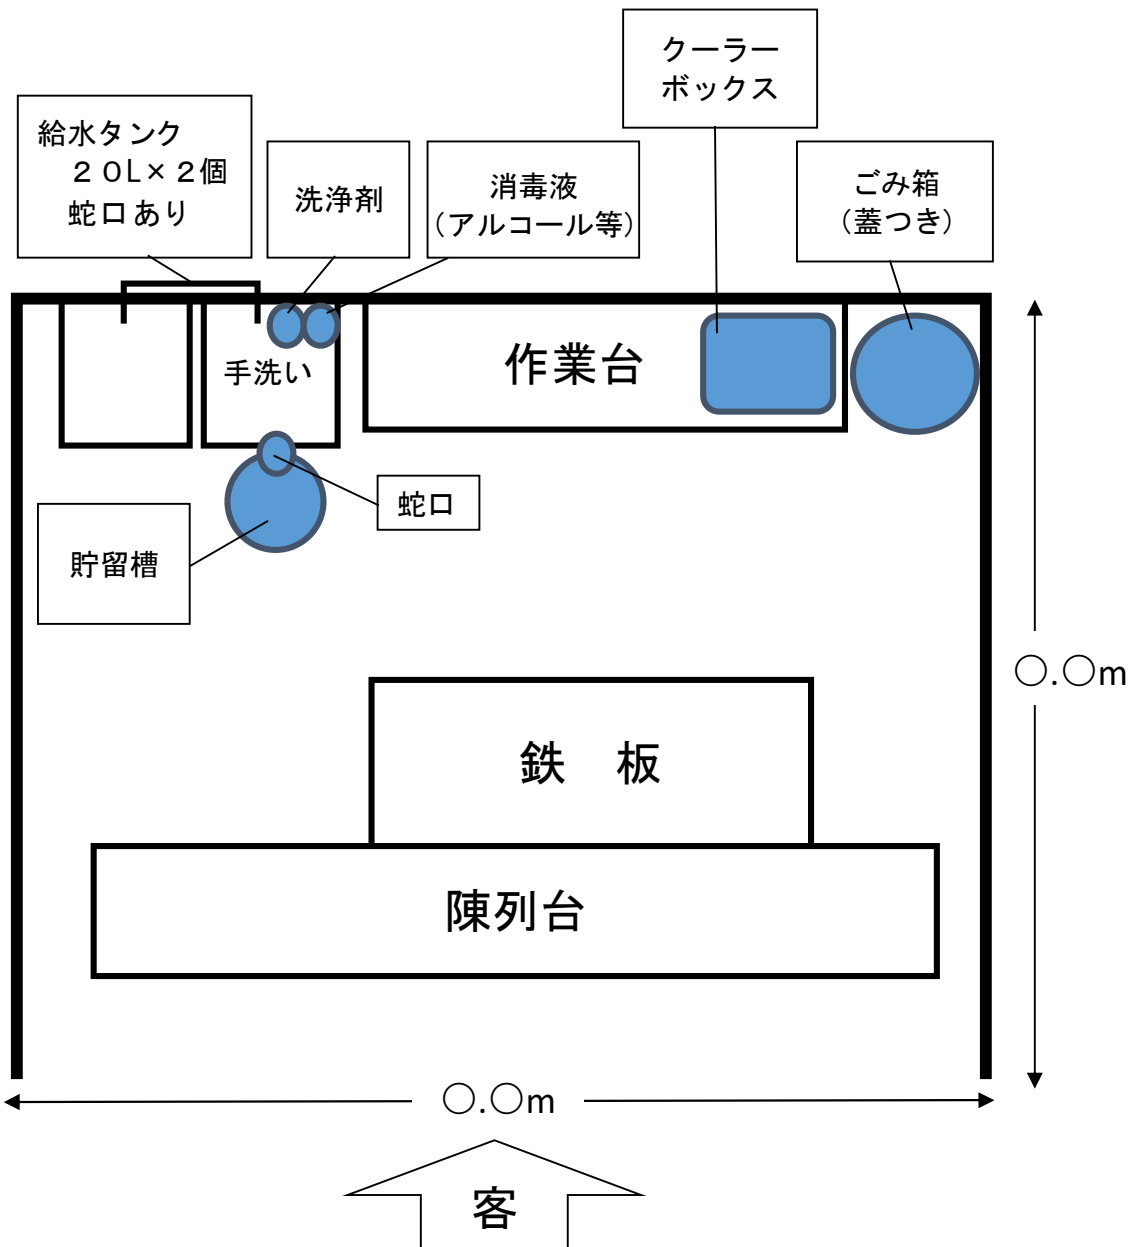 クーラー
ボックス
給水タンク
２０L×２個
蛇口あり
洗浄剤
消毒液
（アルコール等）
ごみ箱
（蓋つき）
手洗い
作業台
蛇口
貯留槽
〇.〇m
鉄　板
陳列台
〇.〇m
客